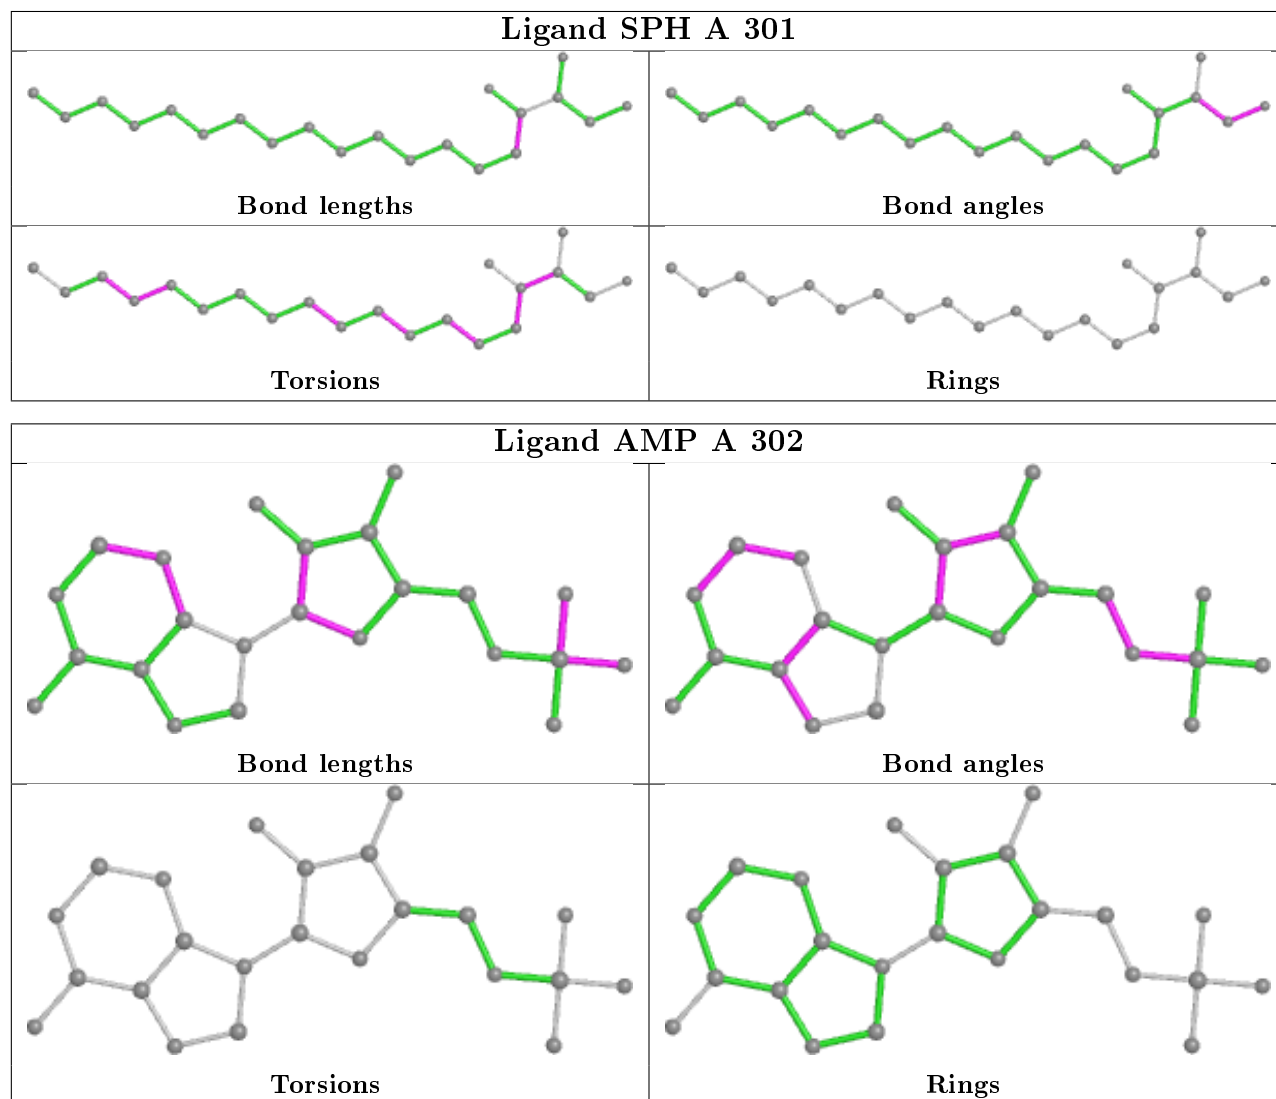 Ligand SPH A 301
Bond lengths
Bond angles
Torsions
Rings
Ligand AMP A 302
Bond lengths
Bond angles
Torsions
Rings